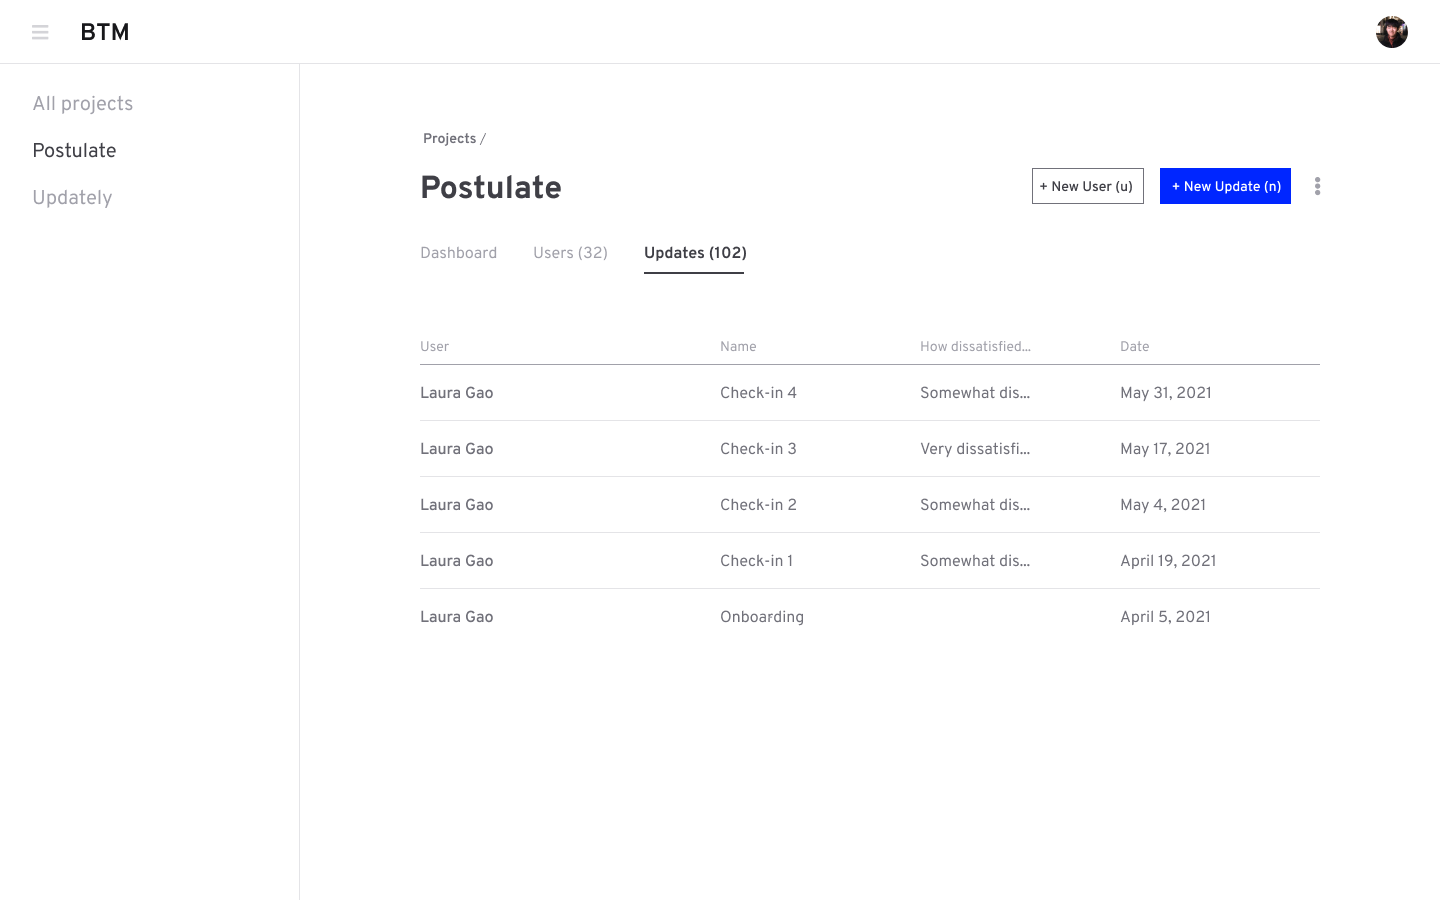 BTM
All projects
Postulate
Updately
Projects /
Postulate
+ New User (u)
+ New Update (n)
Dashboard Users (32) Updates (102)
User Name How dissatisfied... Date
Laura Gao Check-in 4 Somewhat dis... May 31, 2021
Laura Gao Check-in 3 Very dissatisfi... May 17, 2021
Laura Gao Check-in 2 Somewhat dis... May 4, 2021
Laura Gao Check-in 1 Somewhat dis... April 19, 2021
Laura Gao Onboarding April 5, 2021